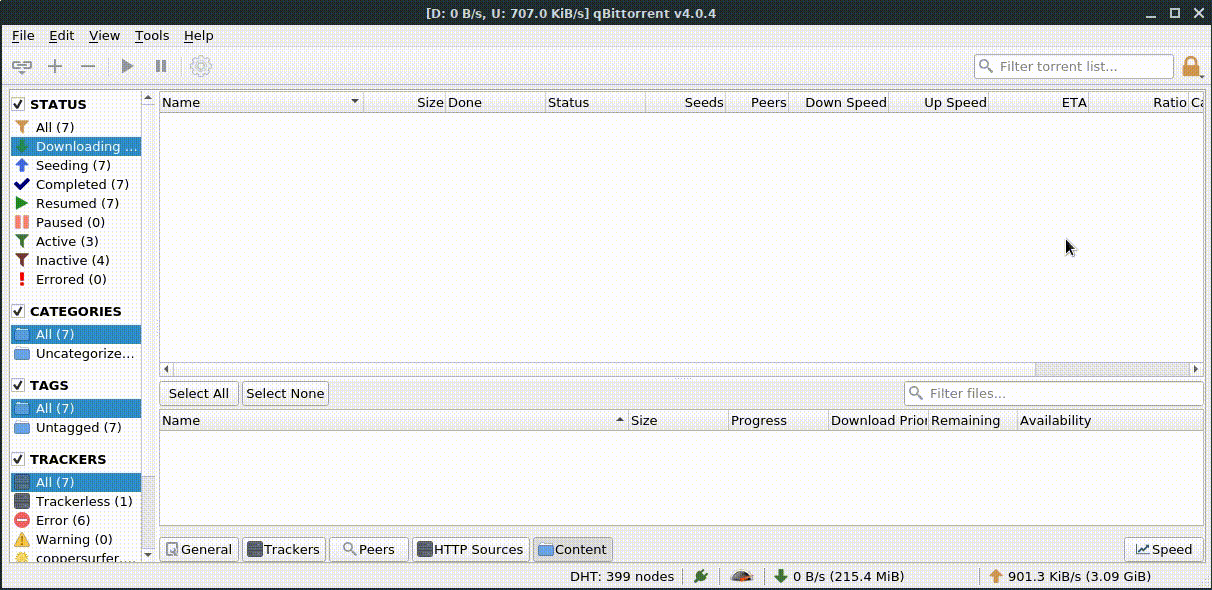 [D: 0 B/s, U: 707.0 KiB/s] qBittorrent v4.0.4
File Edit View Tools Help
Filter torrent list...
STATUS
All (7)
Downloading ...
Seeding (7)
Completed (7)
Resumed (7)
Paused (0)
Active (3)
Inactive (4)
Errored (0)
CATEGORIES
All (7)
Uncategorize...
TAGS
All (7)
Untagged (7)
TRACKERS
All (7)
Trackerless (1)
Error (6)
Warning (0)
coppersurfer....
Name Size Done Status Seeds Peers Down Speed Up Speed ETA Ratio Ca
Select All Select None Filter files...
Name Size Progress Download Prior Remaining Availability
General Trackers Peers HTTP Sources Content Speed
DHT: 399 nodes 0 B/s (215.4 MiB) 901.3 KiB/s (3.09 GiB)